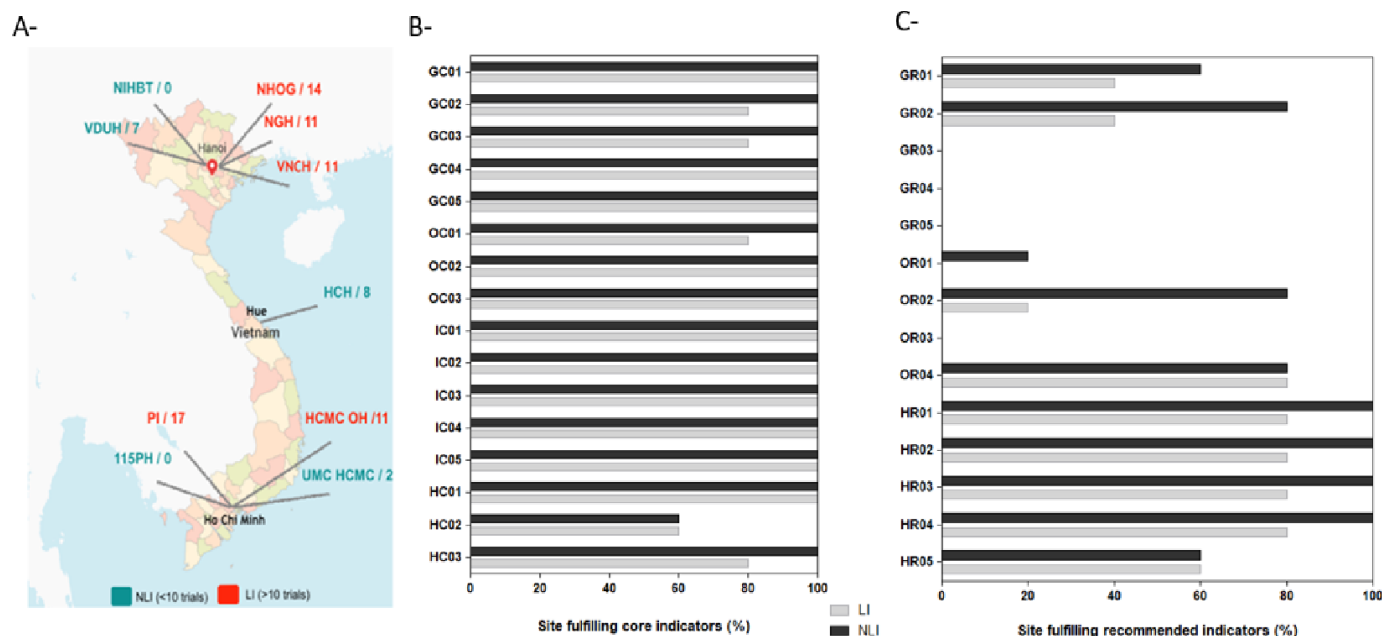 A-
B-
C-
NIHBT / 0
NHOG / 14
VDUH / 7
NGH / 11
Hanoi
VNCH / 11
HCH / 8
Hue
Vietnam
PI / 17
HCMC OH /11
115PH / 0
UMC HCMC / 2
Ho Chi Minh
NLI (<10 trials)
LI (>10 trials)
GC01
GC02
GC03
GC04
GC05
OC01
OC02
OC03
IC01
IC02
IC03
IC04
IC05
HC01
HC02
HC03
0 20 40 60 80 100
Site fulfilling core indicators (%)
LI
NLI
GR01
GR02
GR03
GR04
GR05
OR01
OR02
OR03
OR04
HR01
HR02
HR03
HR04
HR05
0 20 40 60 80 100
Site fulfilling recommended indicators (%)